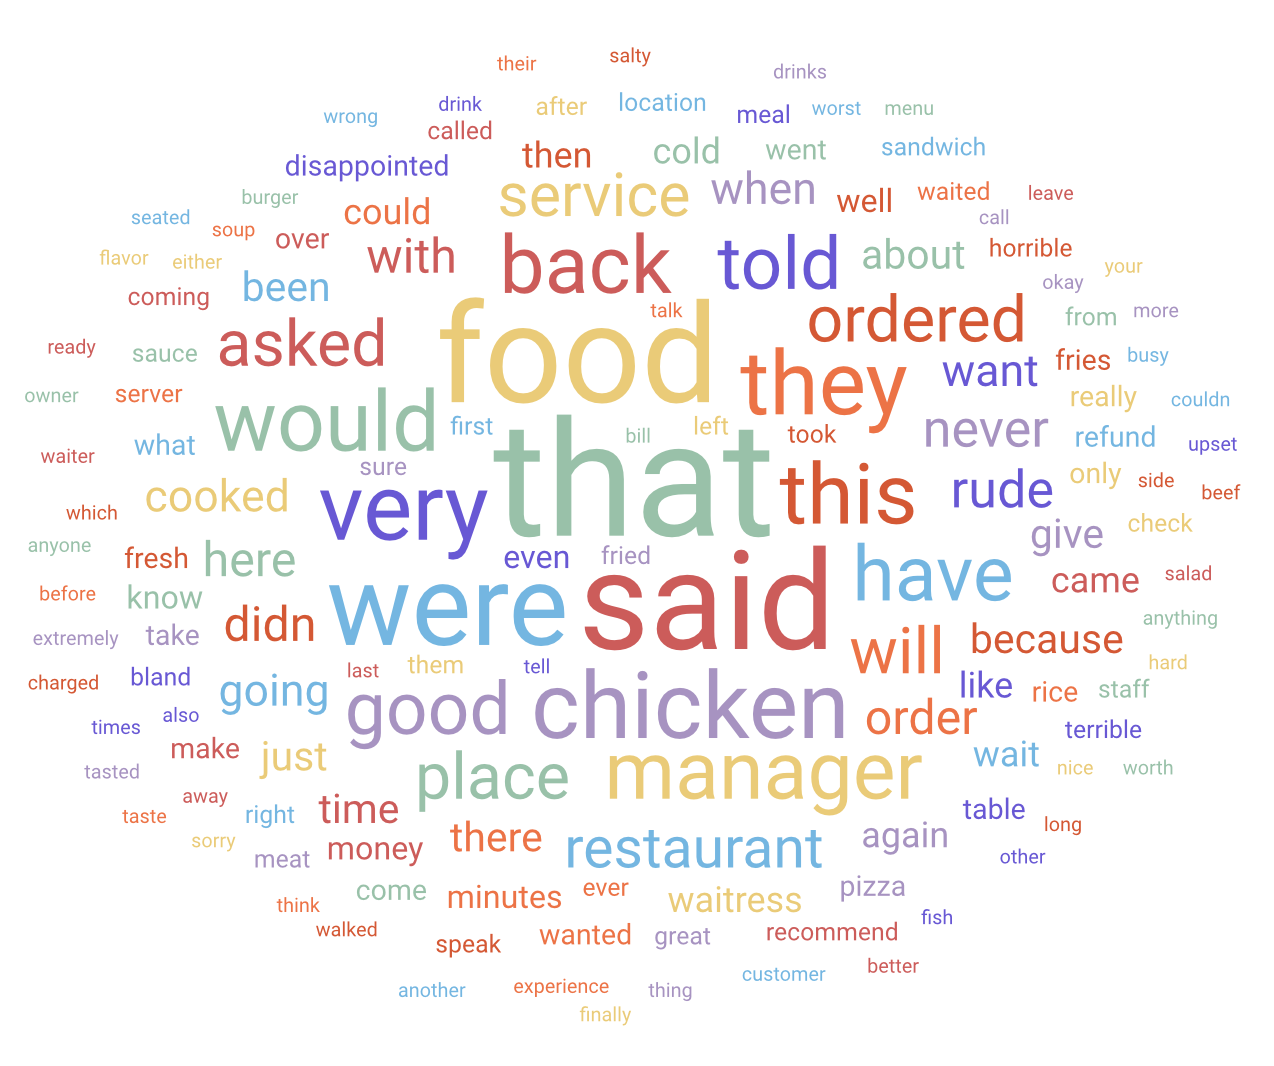 their
salty
drinks
wrong
drink
after
location
meal
worst
menu
called
disappointed
then
cold
went
sandwich
burger
service
when
well
waited
leave
seated
soup
could
over
with
back
told
about
horrible
call
flavor
either
coming
been
okay
your
talk
ordered
from
more
ready
sauce
asked
food
they
want
fries
busy
owner
server
would
first
bill
left
took
never
really
refund
couldn
upset
waiter
what
sure
that
this
rude
only
side
beef
which
cooked
very
give
check
anyone
fresh
here
even
fried
have
came
salad
before
know
were
said
anything
extremely
take
didn
will
because
hard
charged
bland
going
last
them
tell
like
rice
staff
times
also
good
chicken
order
terrible
make
just
wait
nice
worth
tasted
place
manager
away
taste
right
time
table
long
sorry
meat
money
there
restaurant
again
other
think
come
minutes
ever
waitress
pizza
walked
speak
wanted
great
recommend
fish
another
experience
thing
customer
better
finally